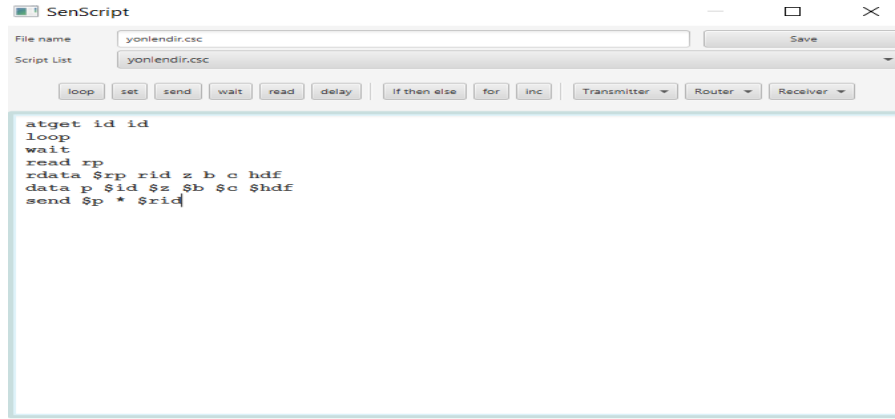 SenScript
File name yonlendir.csc Save
Script List yonlendir.csc
loop set send wait read delay If then else for inc Transmitter Router Receiver
atget id id
loop
wait
read rp
rdata $rp rid z b c hdf
data p $id $z $b $c $hdf
send $p * $rid